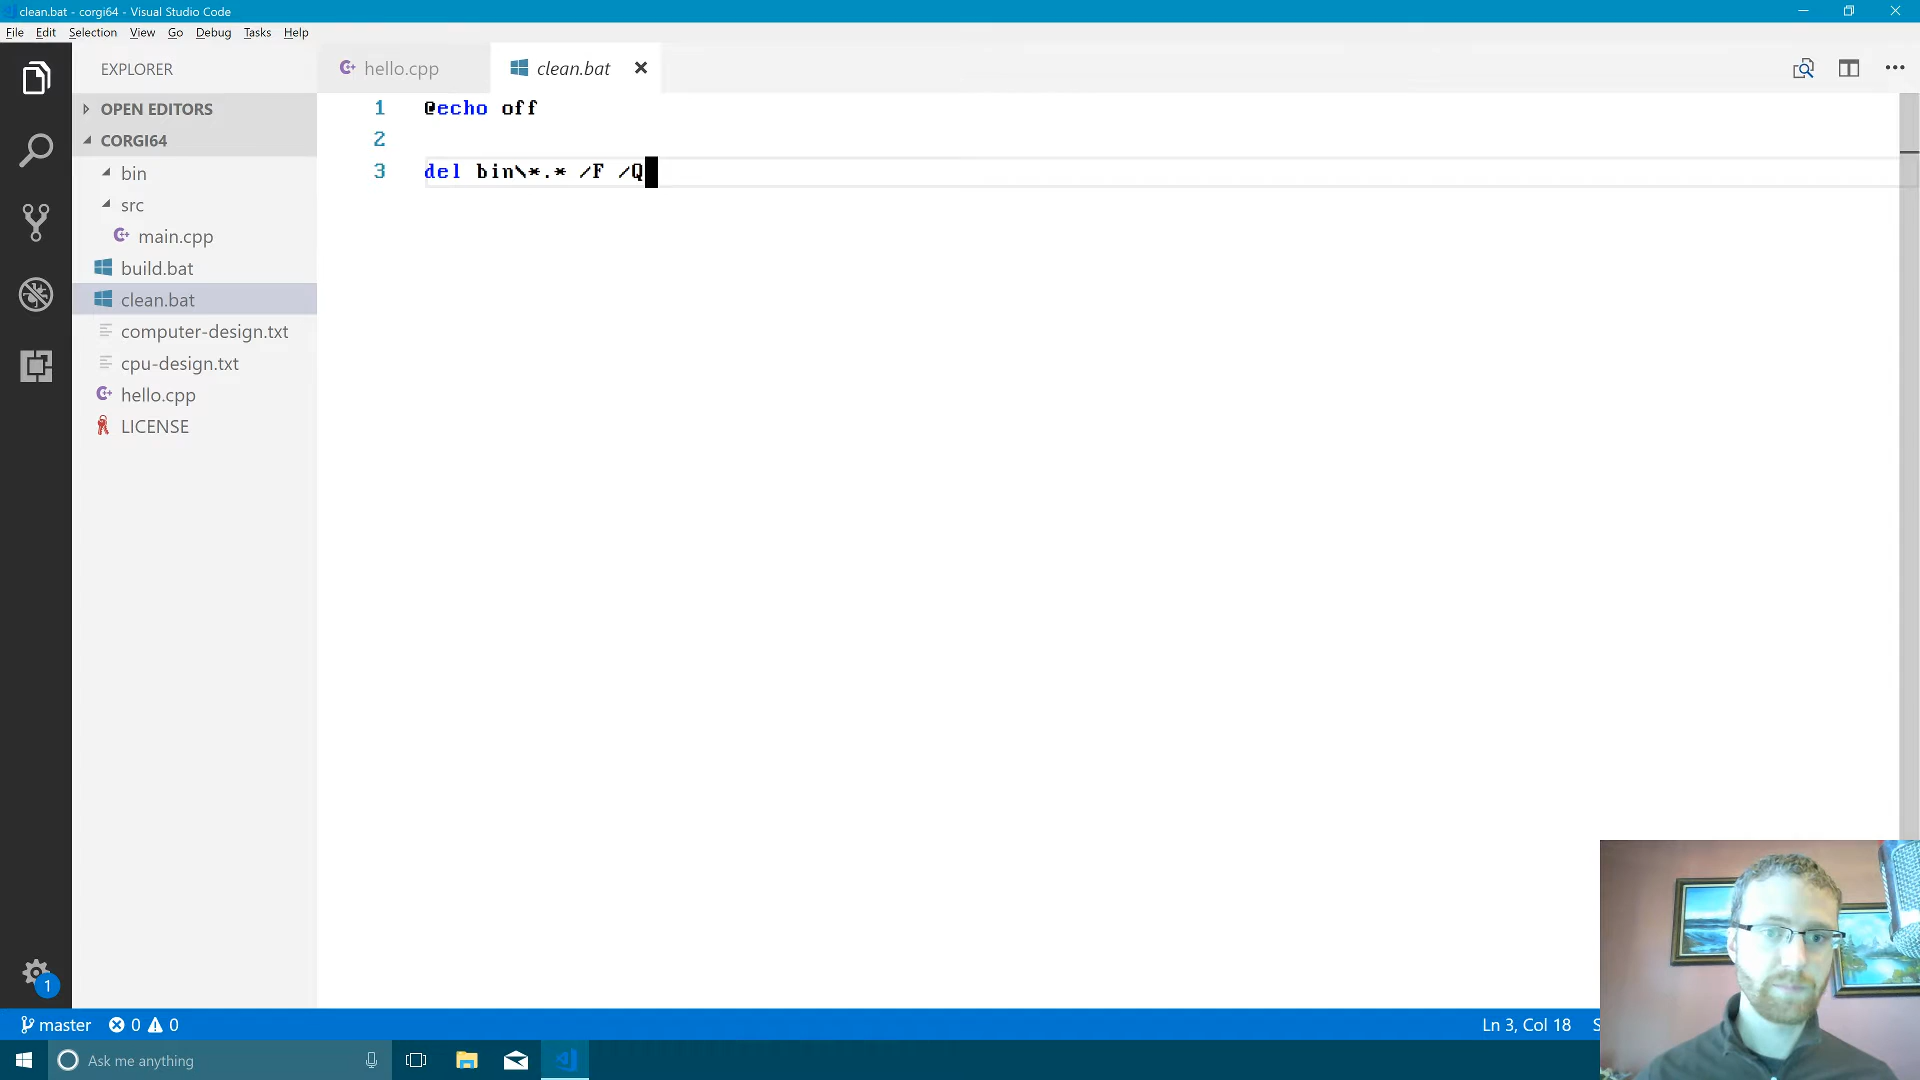 clean.bat - corgi64 - Visual Studio Code
File Edit Selection View Go Debug Tasks Help
EXPLORER
hello.cpp
clean.bat
OPEN EDITORS
CORGI64
bin
src
main.cpp
build.bat
clean.bat
computer-design.txt
cpu-design.txt
hello.cpp
LICENSE
1 @echo off
2
3 del bin\*.* /F /Q
1
master 0 0
Ln 3, Col 18
Ask me anything